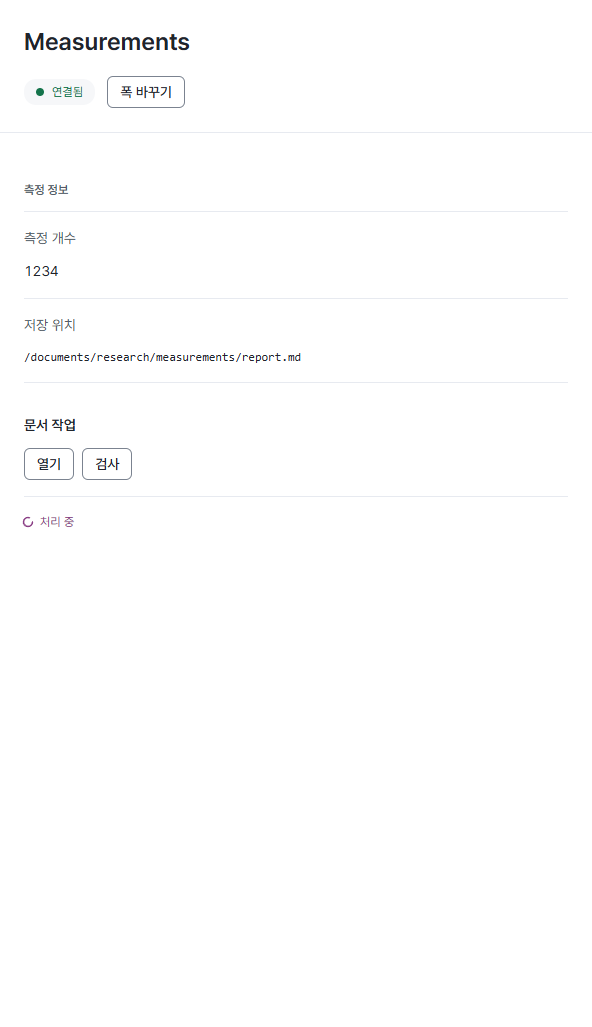 Measurements
연결됨
폭 바꾸기
측정 정보
측정 개수
1234
저장 위치
/documents/research/measurements/report.md
문서 작업
열기 검사
처리 중